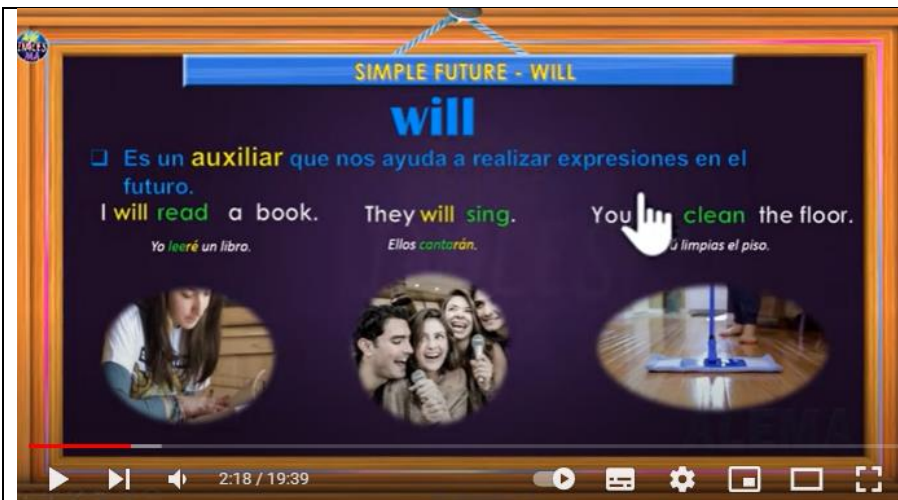 SIMPLE FUTURE - WILL
will
Es un auxiliar que nos ayuda a realizar expresiones en el
futuro.
I will read a book.
They will sing.
You clean the floor.
Yo leeré un libro.
Ellos cantarán.
limpias el piso.
2:18 / 19:39